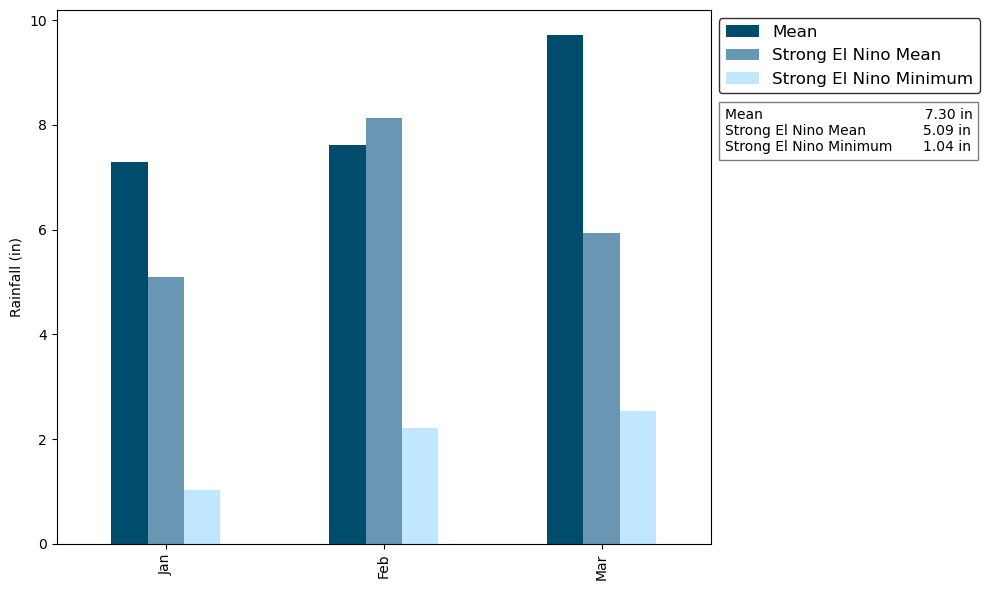 10
8
6
4
2
0
Rainfall (in)
Jan
Feb
Mar
Mean
Strong El Nino Mean
Strong El Nino Minimum
Mean 7.30 in
Strong El Nino Mean 5.09 in
Strong El Nino Minimum 1.04 in